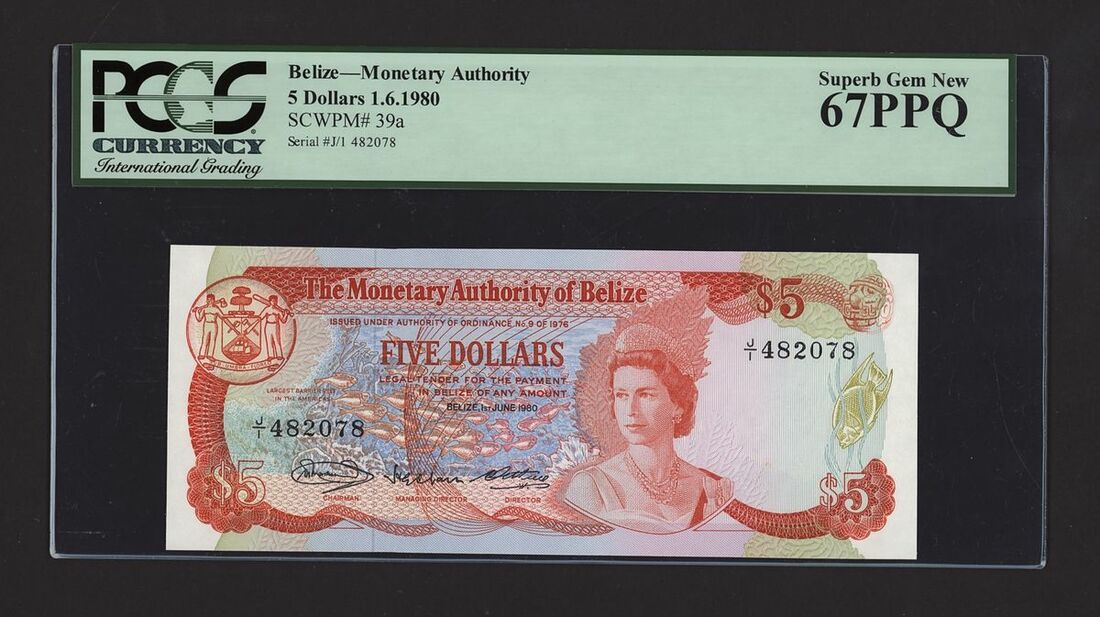 PCGS
CURRENCY
International Grading
Belize—Monetary Authority
5 Dollars 1.6.1980
SCWPM# 39a
Serial #J/1 482078
Superb Gem New
67PPQ
The Monetary Authority of Belize
$5
ISSUED UNDER AUTHORITY OF ORDINANCE No.9 OF 1976
FIVE DOLLARS
J/1 482078
LEGAL TENDER FOR THE PAYMENT
IN BELIZE OF ANY AMOUNT
LARGEST BARRIER REEF
IN THE AMERICAS
BELIZE, 1ST JUNE 1980
J/1 482078
$5
CHAIRMAN
MANAGING DIRECTOR
DIRECTOR
$5